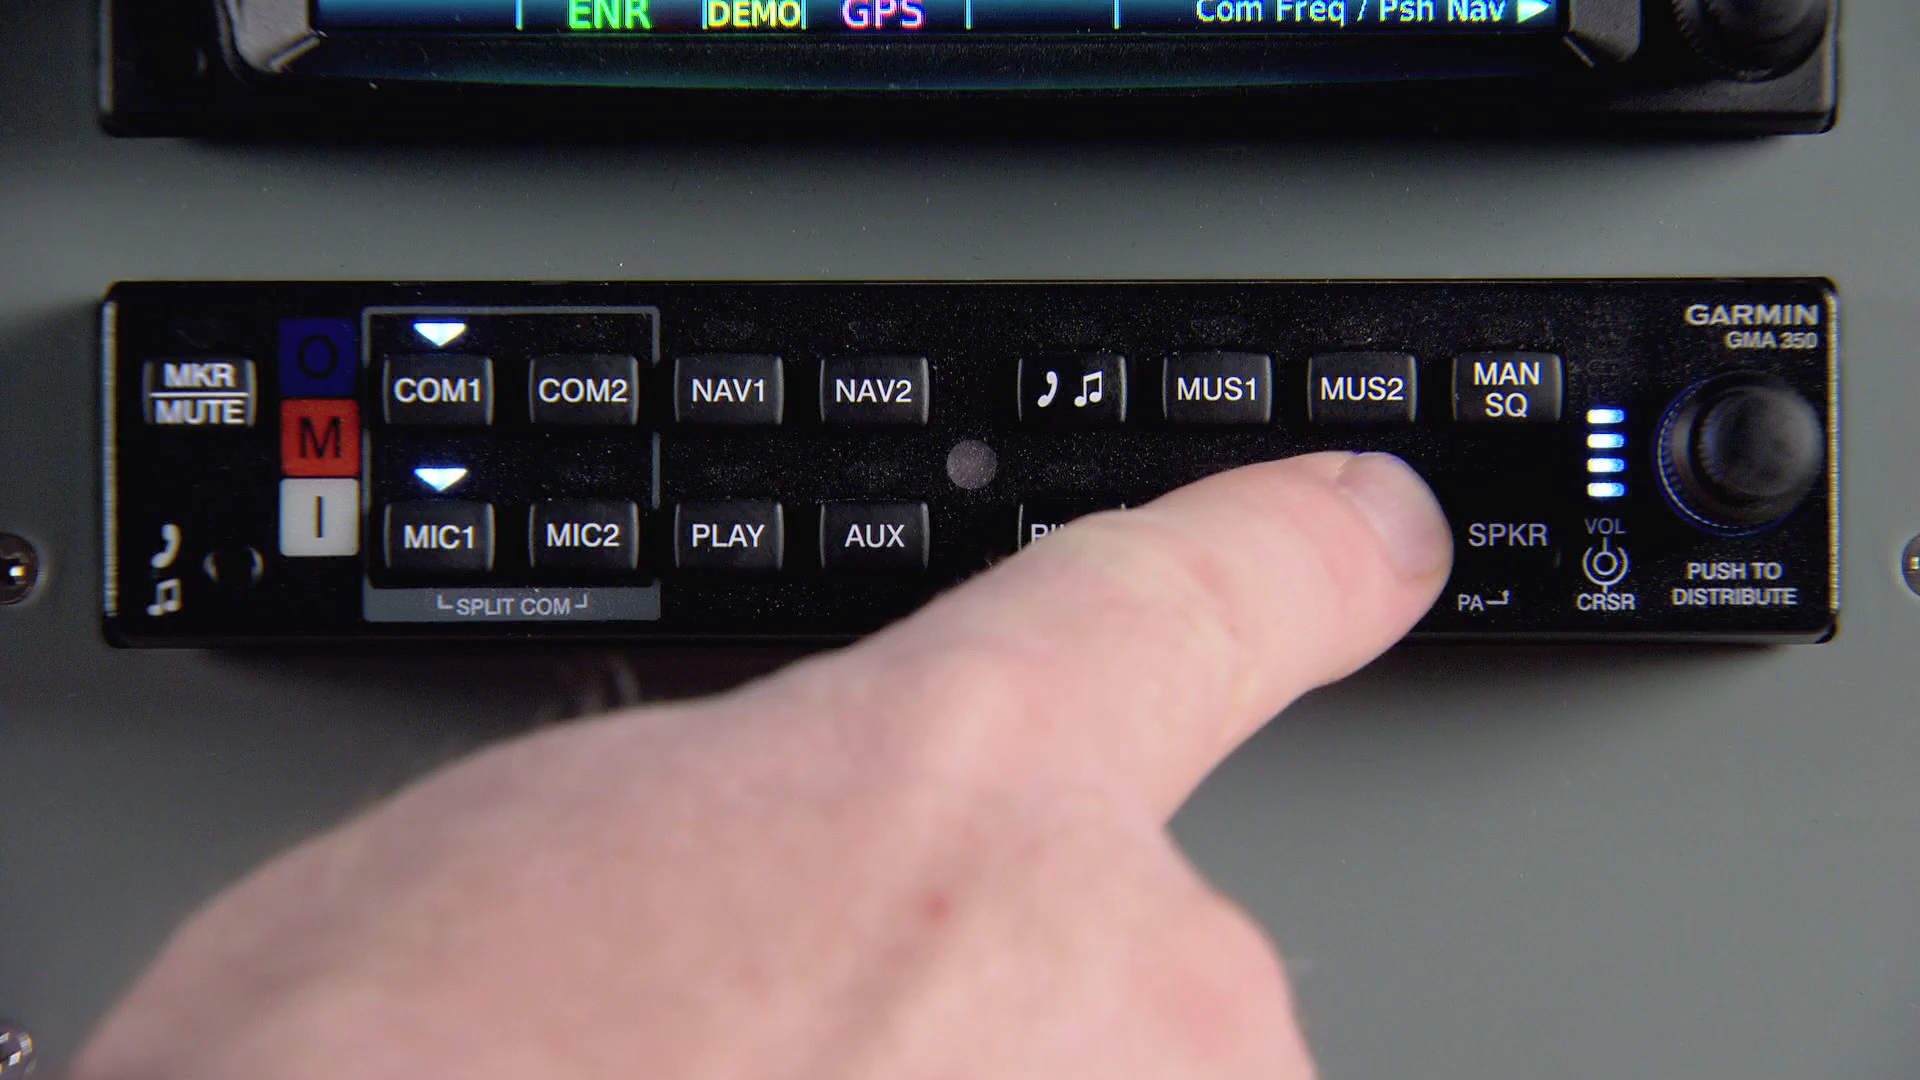 ENR DEMO GPS Com Freq / Psh Nav
GARMIN
GMA 350
MKR
MUTE
O
M
I
COM1 COM2 NAV1 NAV2 MUS1 MUS2 MAN
SQ
MIC1 MIC2 PLAY AUX SPKR
SPLIT COM
PA
VOL
CRSR
PUSH TO
DISTRIBUTE